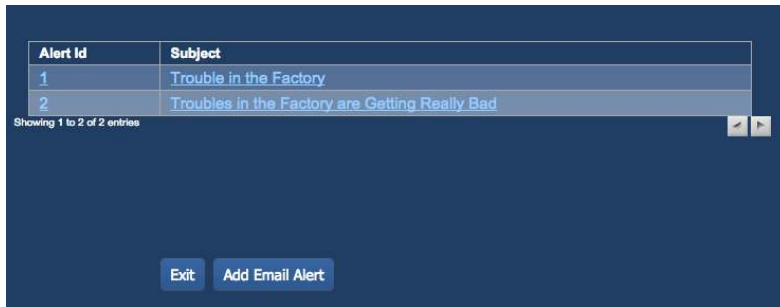 Alert Id Subject
1 Trouble in the Factory
2 Troubles in the Factory are Getting Really Bad
Showing 1 to 2 of 2 entries
Exit Add Email Alert